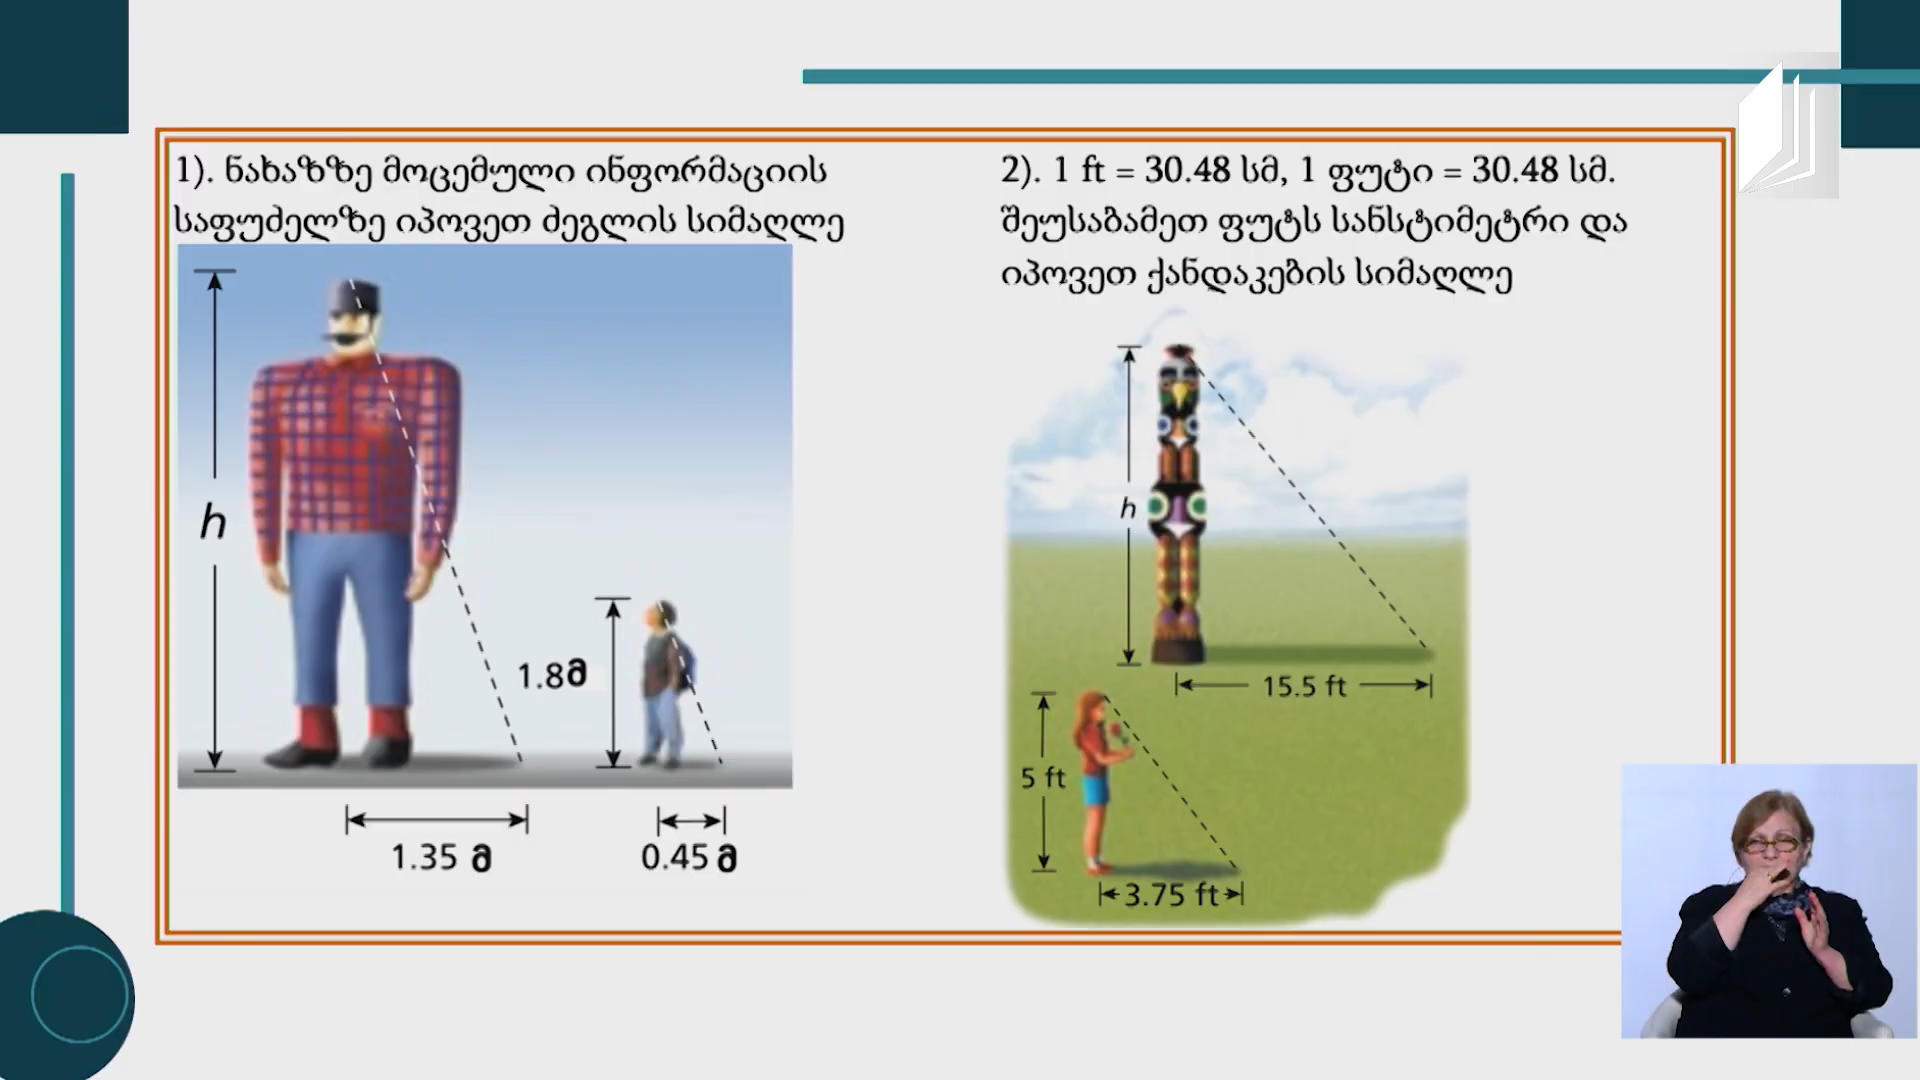 1). ნახაზზე მოცემული ინფორმაციის
საფუძელზე იპოვეთ ძეგლის სიმაღლე
h
1.8მ
1.35 მ
0.45 მ
2). 1 ft = 30.48 სმ, 1 ფუტი = 30.48 სმ.
შეუსაბამეთ ფუტს სანსტიმეტრი და
იპოვეთ ქანდაკების სიმაღლე
h
15.5 ft
5 ft
3.75 ft